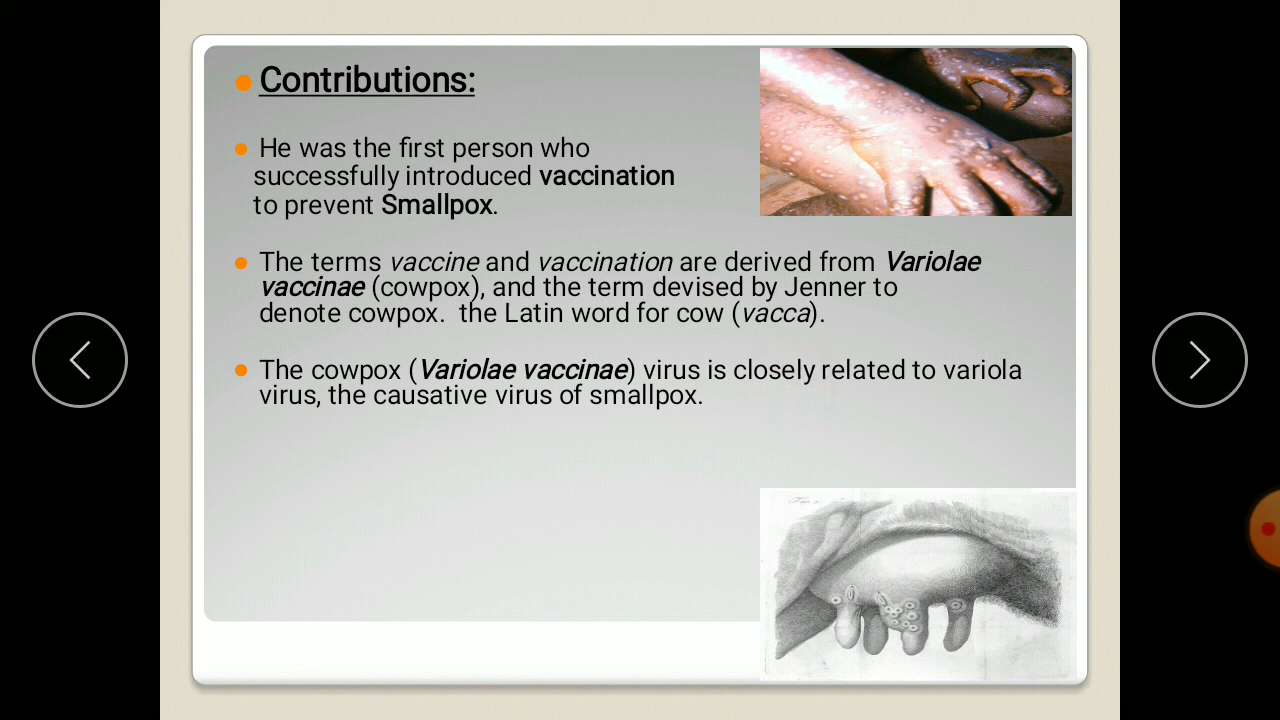 Contributions:
He was the first person who
successfully introduced vaccination
to prevent Smallpox.
The terms vaccine and vaccination are derived from Variolae
vaccinae (cowpox), and the term devised by Jenner to
denote cowpox.  the Latin word for cow (vacca).
The cowpox (Variolae vaccinae) virus is closely related to variola
virus, the causative virus of smallpox.